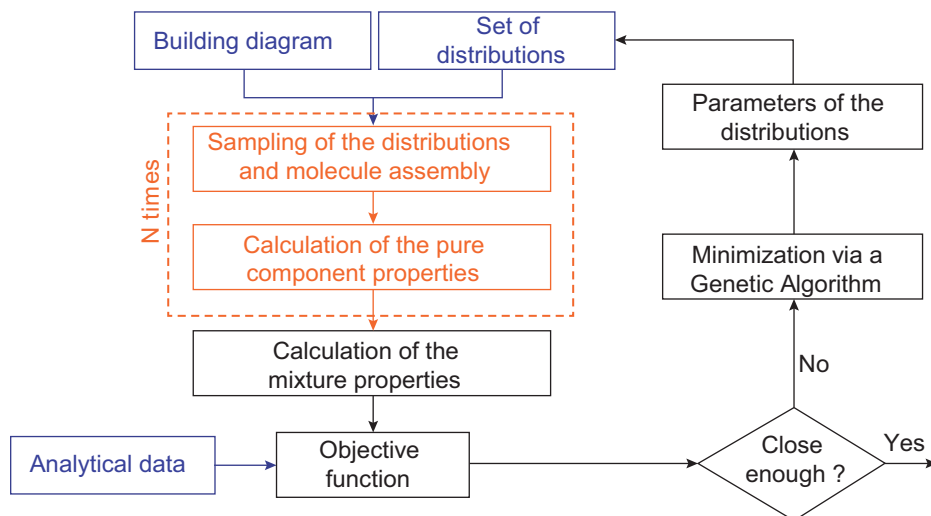 Building diagram
Set of
distributions
Parameters of the
distributions
Sampling of the distributions
and molecule assembly
N times
Calculation of the pure
component properties
Minimization via a
Genetic Algorithm
Calculation of the
mixture properties
No
Analytical data
Objective
function
Close
enough ?
Yes